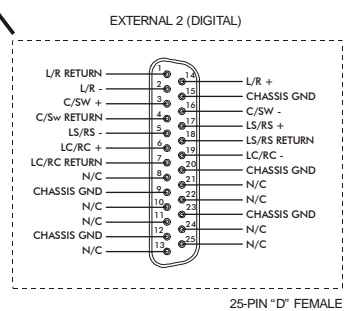 EXTERNAL 2 (DIGITAL)
L/R RETURN 1
L/R - 2
C/SW + 3
C/Sw RETURN 4
LS/RS - 5
LC/RC + 6
LC/RC RETURN 7
N/C 8
CHASSIS GND 9
N/C 10
N/C 11
CHASSIS GND 12
N/C 13
14 L/R +
15 CHASSIS GND
16 C/SW -
17 LS/RS +
18 LS/RS RETURN
19 LC/RC -
20 CHASSIS GND
21 N/C
22 N/C
23 CHASSIS GND
24 N/C
25 N/C
25-PIN “D” FEMALE